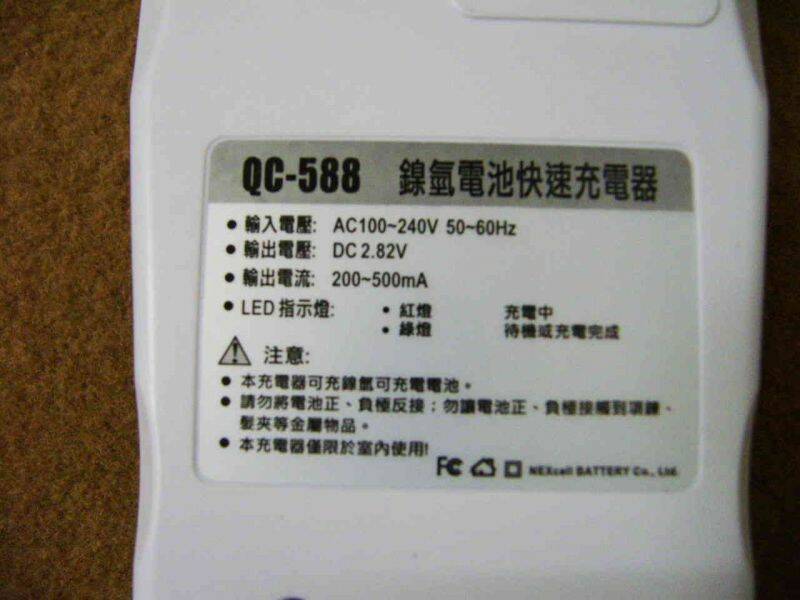 QC-588 鎳氫電池快速充電器
• 輸入電壓: AC100~240V 50~60Hz
• 輸出電壓: DC 2.82V
• 輸出電流: 200~500mA
• LED 指示燈: • 紅燈 充電中
• 綠燈 待機或充電完成
注意:
• 本充電器可充鎳氫可充電電池。
• 請勿將電池正、負極反接；勿讓電池正、負極接觸到項鍊、
髮夾等金屬物品。
• 本充電器僅限於室內使用!
FC NEXcell BATTERY Co., Ltd.